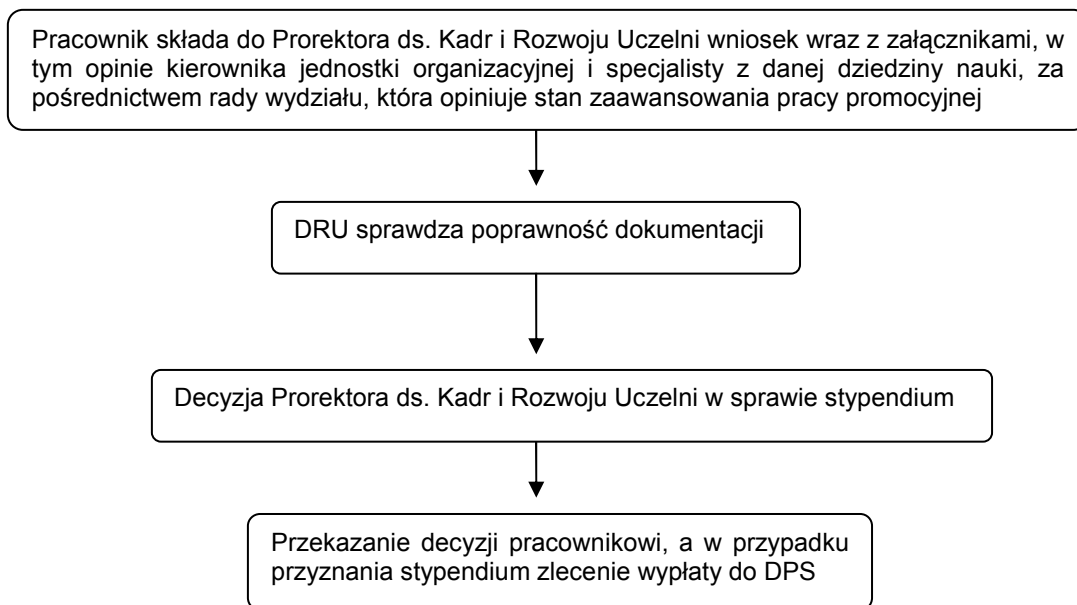 Pracownik składa do Prorektora ds. Kadr i Rozwoju Uczelni wniosek wraz z załącznikami, w
tym opinie kierownika jednostki organizacyjnej i specjalisty z danej dziedziny nauki, za
pośrednictwem rady wydziału, która opiniuje stan zaawansowania pracy promocyjnej
DRU sprawdza poprawność dokumentacji
Decyzja Prorektora ds. Kadr i Rozwoju Uczelni w sprawie stypendium
Przekazanie decyzji pracownikowi, a w przypadku
przyznania stypendium zlecenie wypłaty do DPS